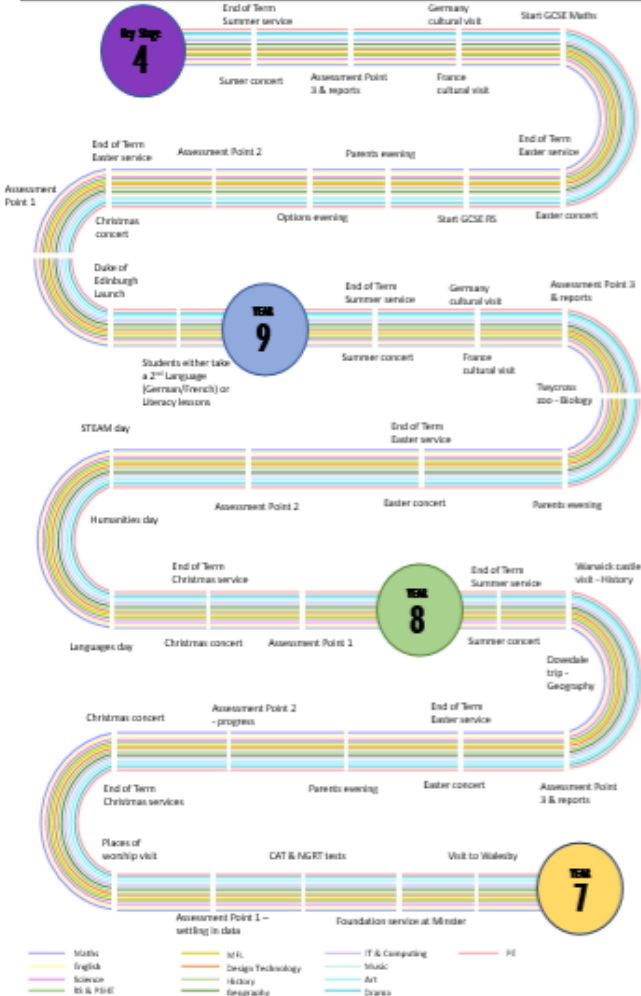 Key Stage
4
End of Term
Summer service
Germany
cultural visit
Start GCSE Maths
Sumer concert
Assessment Point
3 & reports
France
cultural visit
End of Term
Easter service
Assessment Point 2
Parents evening
End of Term
Easter service
Assessment
Point 1
Christmas
concert
Options evening
Start GCSE RS
Easter concert
Duke of
Edinburgh
Launch
YEAR
9
End of Term
Summer service
Germany
cultural visit
Assessment Point 3
& reports
Students either take
a 2nd Language
(German/French) or
Literacy lessons
Summer concert
France
cultural visit
Twycross
zoo - Biology
STEAM day
End of Term
Easter service
Assessment Point 2
Easter concert
Parents evening
Humanities day
End of Term
Christmas service
YEAR
8
End of Term
Summer service
Warwick castle
visit - History
Languages day
Christmas concert
Assessment Point 1
Summer concert
Dovedale
trip -
Geography
Christmas concert
Assessment Point 2
- progress
End of Term
Easter service
End of Term
Christmas services
Parents evening
Easter concert
Assessment Point
3 & reports
Places of
worship visit
CAT & NGRT tests
Visit to Walesby
YEAR
7
Assessment Point 1 –
settling in data
Foundation service at Minster
Maths
English
Science
RS & PSHE
MFL
Design Technology
History
Geography
IT & Computing
Music
Art
Drama
PE